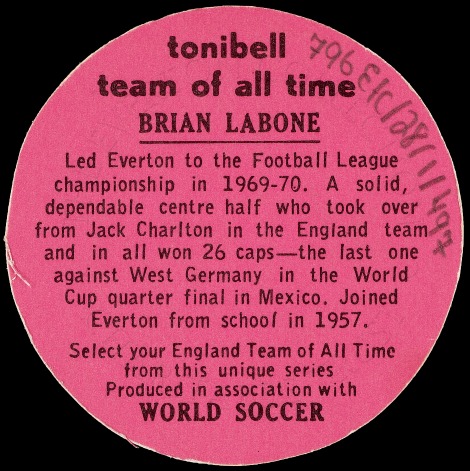 tonibell
team of all time
BRIAN LABONE
Led Everton to the Football League
championship in 1969-70. A solid,
dependable centre half who took over
from Jack Charlton in the England team
and in all won 26 caps—the last one
against West Germany in the World
Cup quarter final in Mexico. Joined
Everton from school in 1957.
Select your England Team of All Time
from this unique series
Produced in association with
WORLD SOCCER